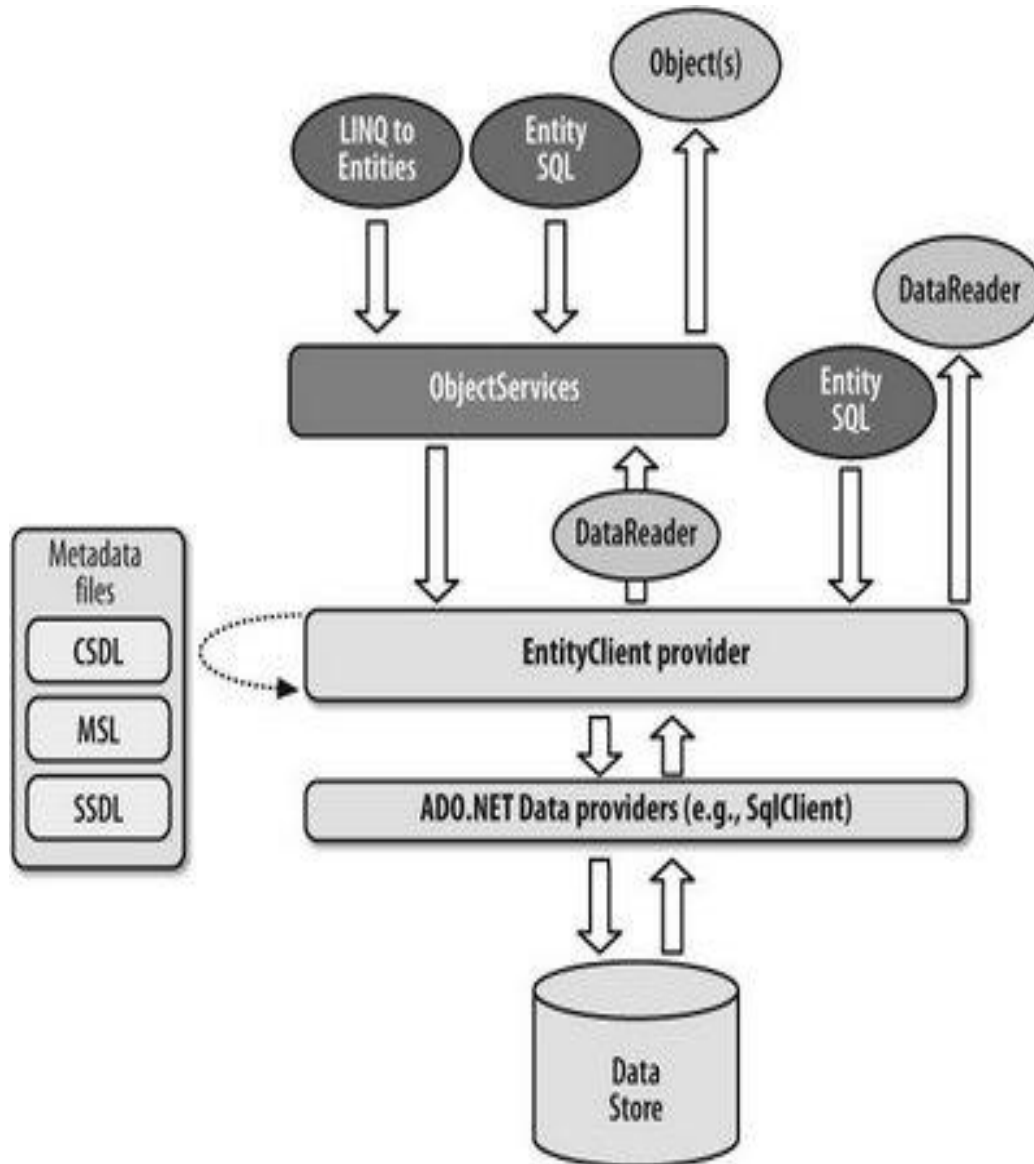 Object(s)
LINQ to
Entities
Entity
SQL
DataReader
ObjectServices
Entity
SQL
DataReader
Metadata
files
CSDL
MSL
SSDL
EntityClient provider
ADO.NET Data providers (e.g., SqlClient)
Data
Store